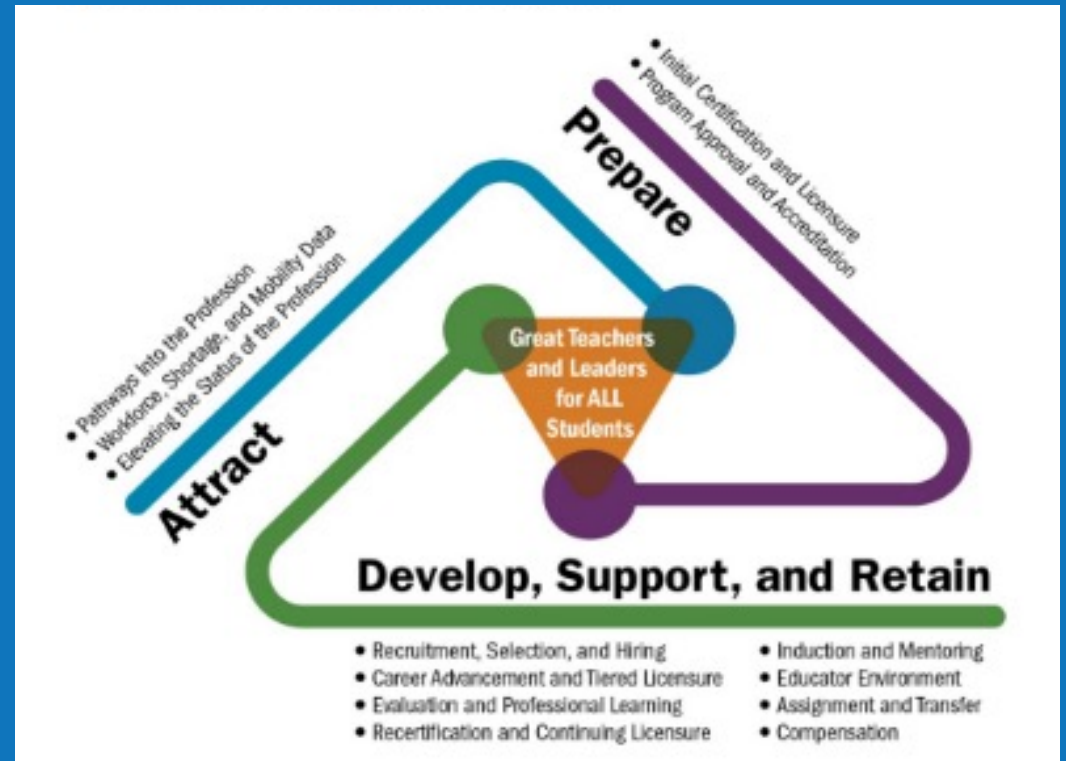 • Initial Certification and Licensure
• Program Approval and Accreditation
Prepare
• Pathways Into the Profession
• Workforce, Shortage, and Mobility Data
• Elevating the Status of the Profession
Attract
Great Teachers
and Leaders
for ALL
Students
Develop, Support, and Retain
• Recruitment, Selection, and Hiring
• Career Advancement and Tiered Licensure
• Evaluation and Professional Learning
• Recertification and Continuing Licensure
• Induction and Mentoring
• Educator Environment
• Assignment and Transfer
• Compensation